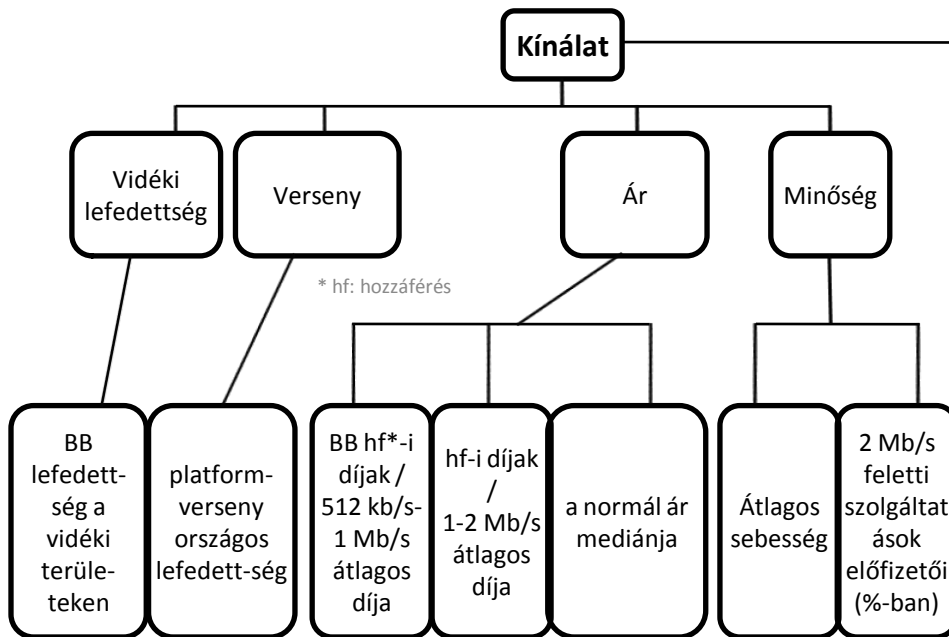 Kínálat
Vidéki
lefedettség
Verseny
Ár
Minőség
* hf: hozzáférés
BB
lefedett-
ség a
vidéki
terüle-
teken
platform-
verseny
országos
lefedett-ség
BB hf*-i
díjak /
512 kb/s-
1 Mb/s
átlagos
díja
hf-i díjak
/
1-2 Mb/s
átlagos
díja
a normál ár
mediánja
Átlagos
sebesség
2 Mb/s
feletti
szolgáltat
ások
előfizetői
(%-ban)